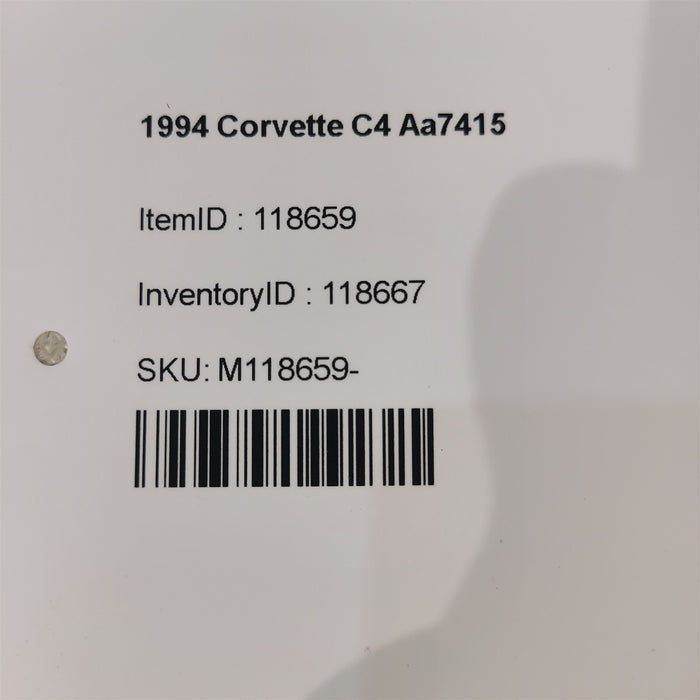 1994 Corvette C4 Aa7415
ItemID : 118659
InventoryID : 118667
SKU: M118659-